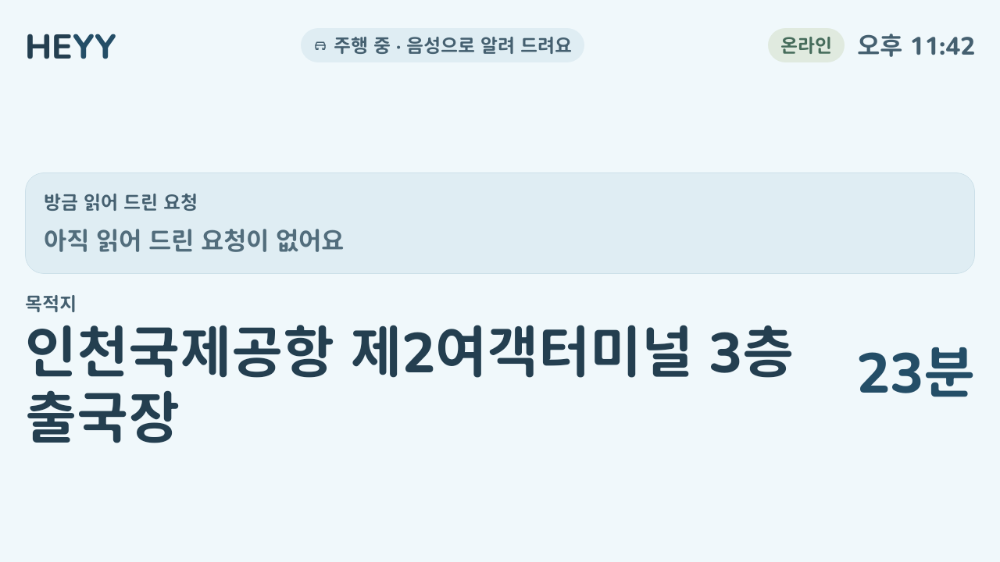 HEYY
주행 중 · 음성으로 알려 드려요
온라인
오후 11:42
방금 읽어 드린 요청
아직 읽어 드린 요청이 없어요
목적지
인천국제공항 제2여객터미널 3층
출국장
23분